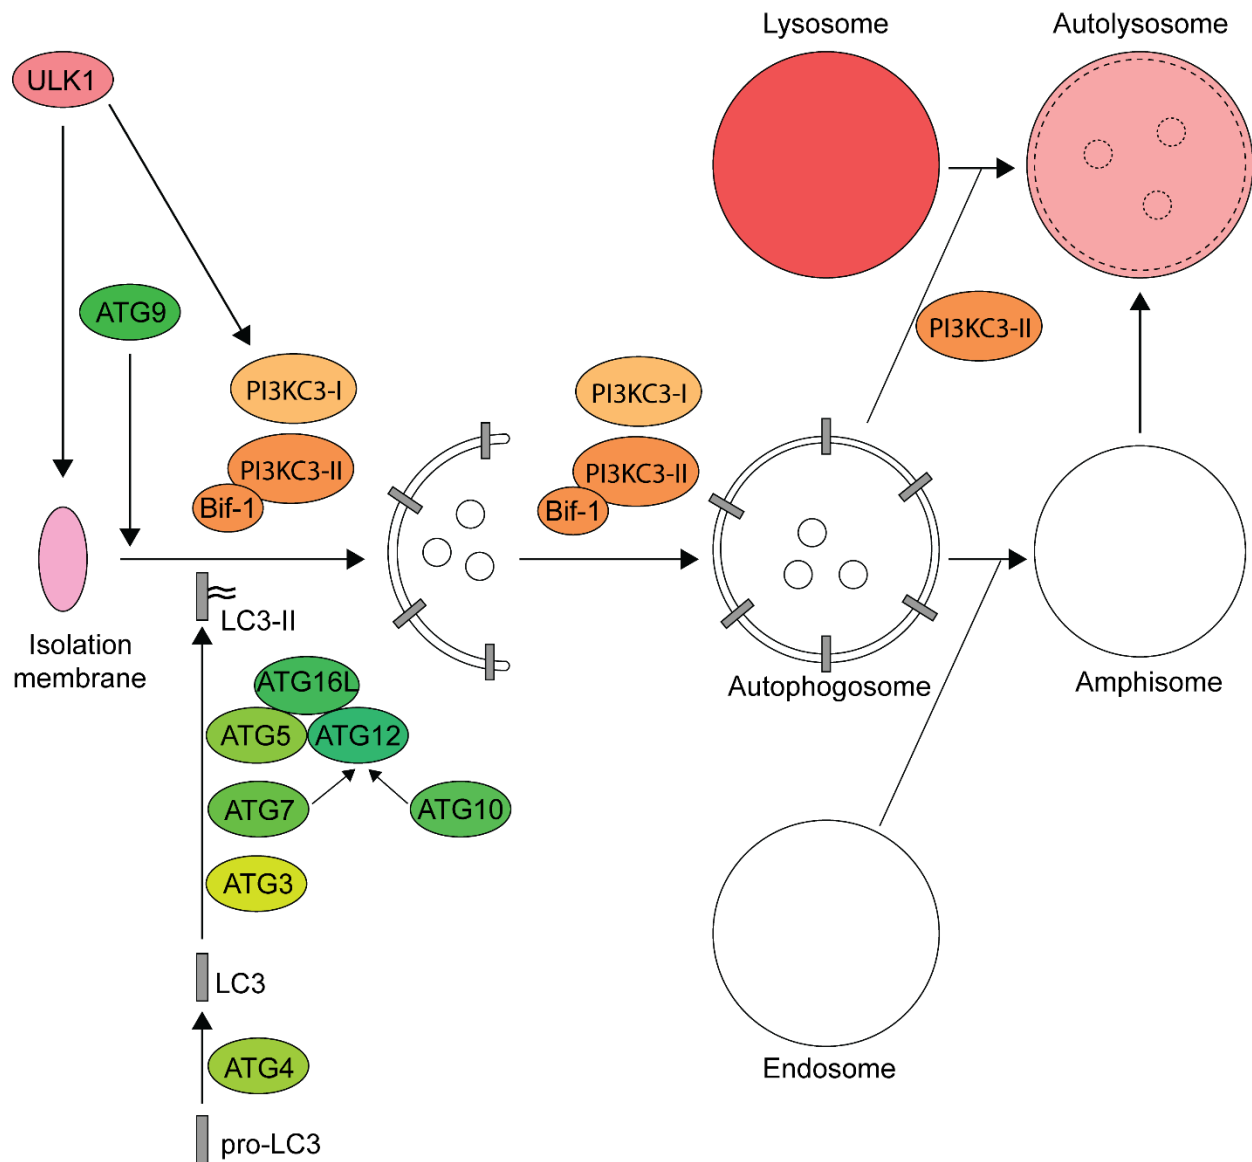 Lysosome
Autolysosome
ULK1
ATG9
PI3KC3-II
PI3KC3-I
PI3KC3-I
PI3KC3-II
PI3KC3-II
Bif-1
Bif-1
LC3-II
Isolation
membrane
ATG16L
Autophogosome
Amphisome
ATG5
ATG12
ATG7
ATG10
ATG3
LC3
ATG4
Endosome
pro-LC3